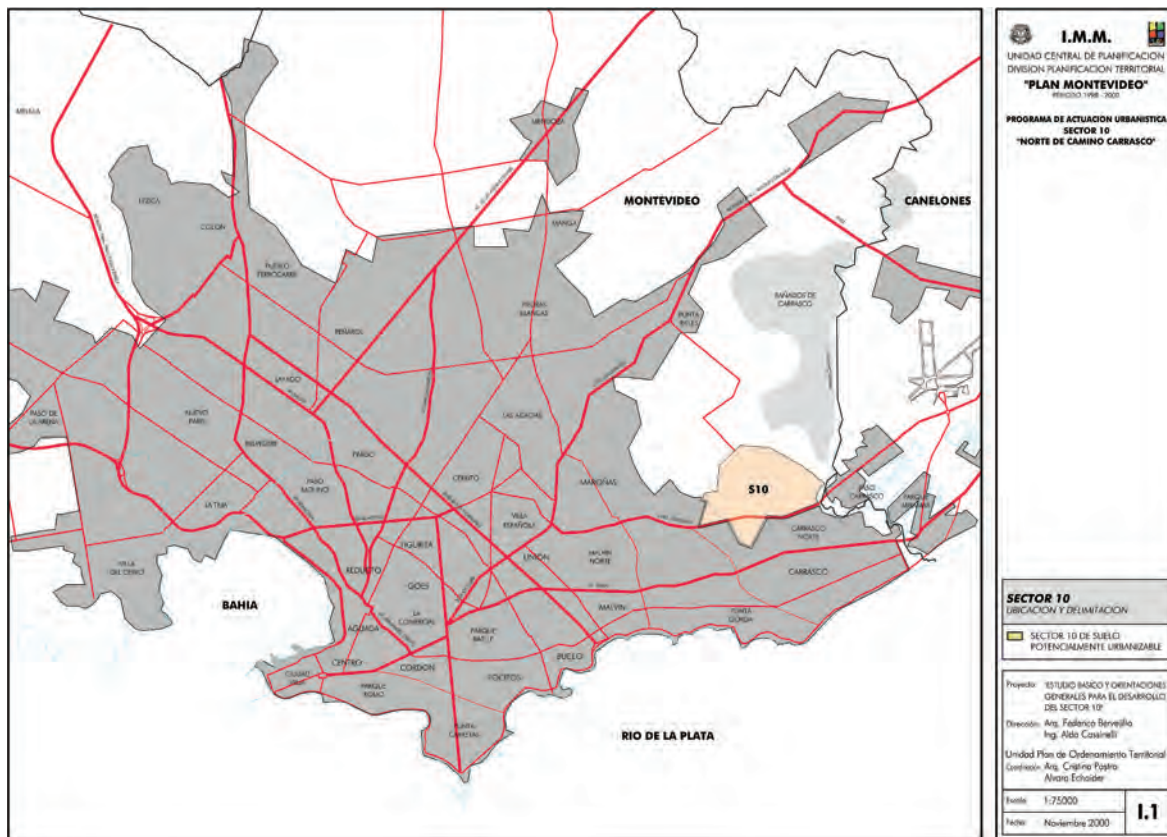 MONTEVIDEO
CANELONES
MANGA
COLON
PUEBLO
FERROCARRIL
PEÑAROL
PIEDRAS
BLANCAS
PUNTA
RIELES
BAÑADOS DE
CARRASCO
SAYAGO
PASO DE
LA ARENA
NUEVO
PARIS
BELVEDERE
PRADO
LAS ACACIAS
PASO
MOLINO
CERRITO
MAROÑAS
S10
PASO
CARRASCO
LA TEJA
VILLA
ESPAÑOLA
CARRASCO
NORTE
VILLA
DEL CERRO
REDUCTO
GOES
UNION
MALVIN
NORTE
CARRASCO
BAHIA
AGUADA
LA
COMERCIAL
PARQUE
BATLLE
MALVIN
PUNTA
GORDA
CENTRO
CORDON
BUCEO
POCITOS
PARQUE
RODO
PUNTA
CARRETAS
RIO DE LA PLATA
I.M.M.
UNIDAD CENTRAL DE PLANIFICACION
DIVISION PLANIFICACION TERRITORIAL
"PLAN MONTEVIDEO"
PROGRAMA DE ACTUACION URBANISTICA
SECTOR 10
"NORTE DE CAMINO CARRASCO"
SECTOR 10
UBICACION Y DELIMITACION
SECTOR 10 DE SUELO
POTENCIALMENTE URBANIZABLE
Proyecto: "ESTUDIO BASICO Y ORIENTACIONES
GENERALES PARA EL DESARROLLO
DEL SECTOR 10"
Dirección: Arq. Federico Bervejillo
Ing. Aldo Cassinelli
Unidad Plan de Ordenamiento Territorial
Arq. Cristina Pastro
Alvaro Echaider
Escala 1:75000
Fecha Noviembre 2000
I.1